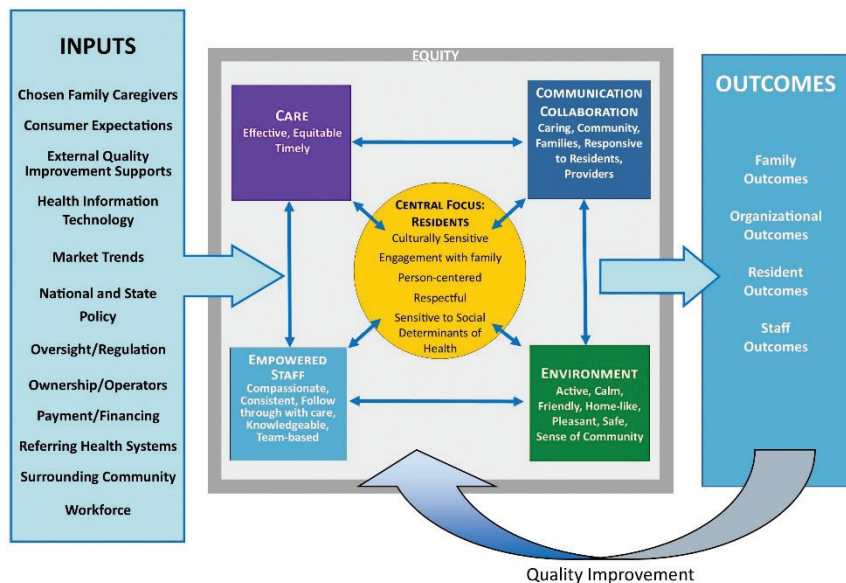 INPUTS
Chosen Family Caregivers
Consumer Expectations
External Quality
Improvement Supports
Health Information
Technology
Market Trends
National and State
Policy
Oversight/Regulation
Ownership/Operators
Payment/Financing
Referring Health Systems
Surrounding Community
Workforce
EQUITY
CARE
Effective, Equitable
Timely
COMMUNICATION
COLLABORATION
Caring, Community,
Families, Responsive
to Residents,
Providers
CENTRAL FOCUS:
RESIDENTS
Culturally Sensitive
Engagement with family
Person-centered
Respectful
Sensitive to Social
Determinants of
Health
EMPOWERED
STAFF
Compassionate,
Consistent, Follow
through with care,
Knowledgeable,
Team-based
ENVIRONMENT
Active, Calm,
Friendly, Home-like,
Pleasant, Safe,
Sense of Community
OUTCOMES
Family
Outcomes
Organizational
Outcomes
Resident
Outcomes
Staff
Outcomes
Quality Improvement